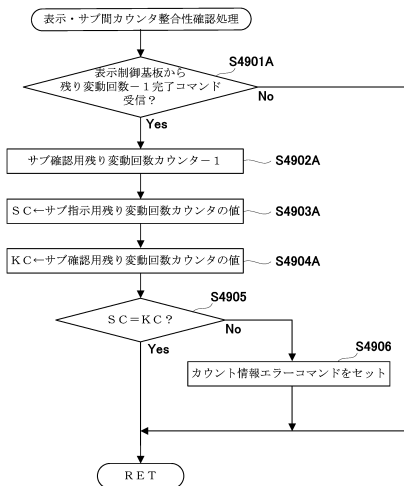 表示・サブ間カウンタ整合性確認処理
S4901A
表示制御基板から
残り変動回数－１完了コマンド
受信？
No
Yes
サブ確認用残り変動回数カウンター１
S4902A
ＳＣ←サブ指示用残り変動回数カウンタの値
S4903A
ＫＣ←サブ確認用残り変動回数カウンタの値
S4904A
S4905
ＳＣ＝ＫＣ？
No
Yes
S4906
カウント情報エラーコマンドをセット
ＲＥＴ